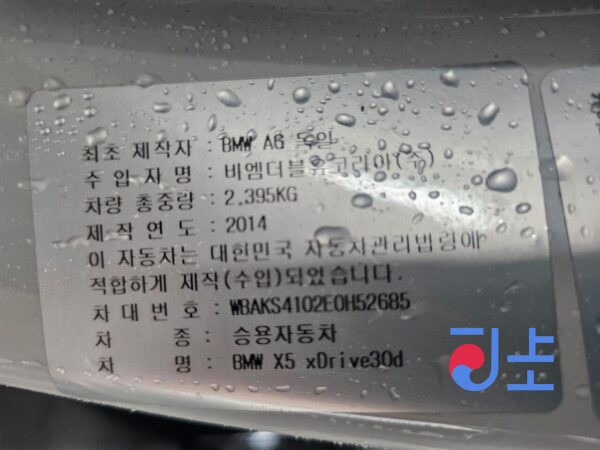 최초 제작자 : BMW AG 독일
수 입 자 명 : 비엠더블유코리아(주)
차량 총중량 : 2,395KG
제 작 연 도 : 2014
이 자동차는 대한민국 자동차관리법령에
적합하게 제작(수입)되었습니다.
차 대 번 호 : WBAKS4102E0H52685
차 종 : 승용자동차
차 명 : BMW X5 xDrive30d